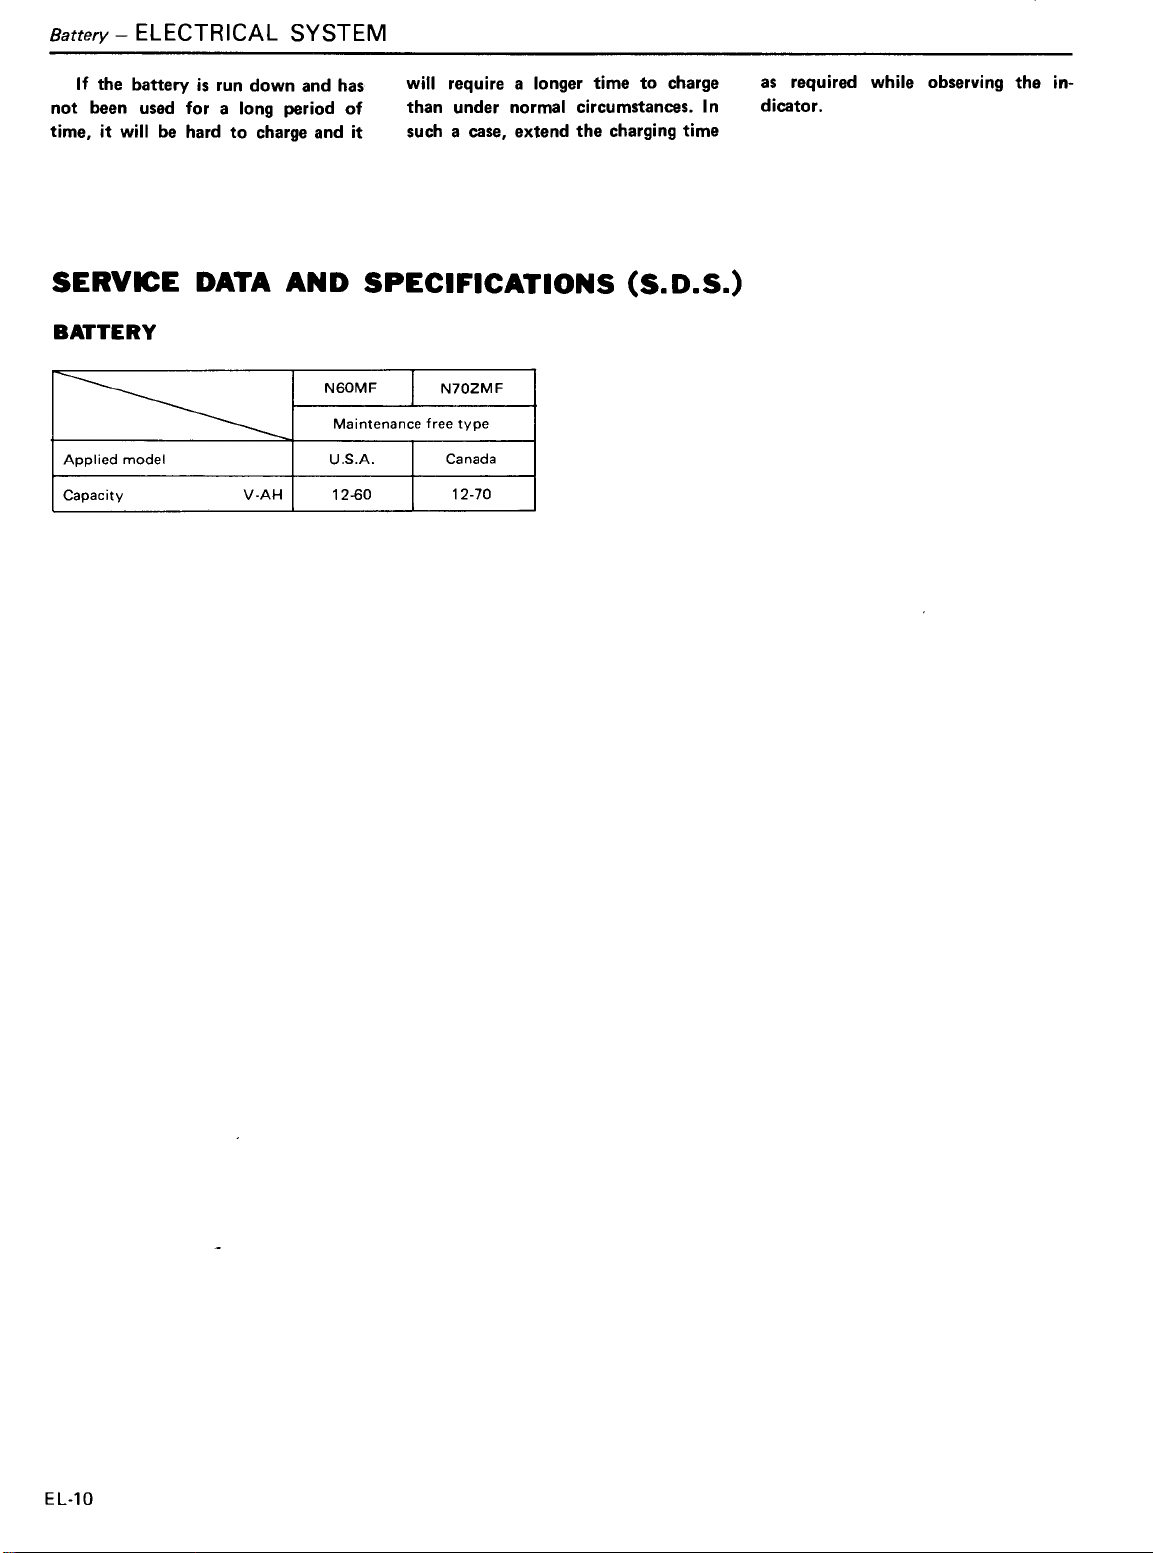 Battery – ELECTRICAL SYSTEM
If the battery is run down and has
not been used for a long period of
time, it will be hard to charge and it
will require a longer time to charge
than under normal circumstances. In
such a case, extend the charging time
as required while observing the in-
dicator.
SERVICE DATA AND SPECIFICATIONS (S.D.S.)
BATTERY
N60MF N70ZMF
Maintenance free type
Applied model U.S.A. Canada
Capacity V-AH 12-60 12-70
EL-10